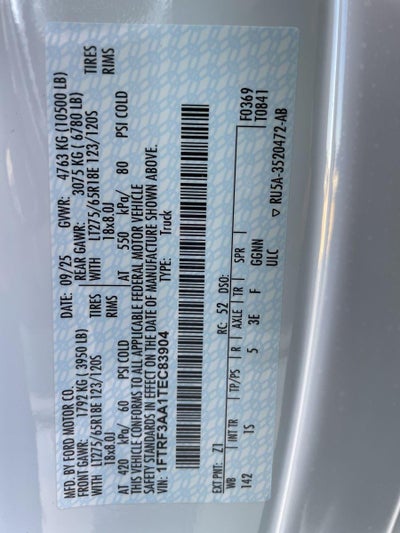 MFD. BY FORD MOTOR CO.
DATE: 09/25 GVWR: 4763 KG (10500 LB)
FRONT GAWR: 1792 KG ( 3950 LB) REAR GAWR: 3075 KG ( 6780 LB)
WITH LT275/65R18E 123/120S TIRES WITH LT275/65R18E 123/120S TIRES
18x8.0J RIMS 18x8.0J RIMS
AT 420 kPa/ 60 PSI COLD AT 550 kPa/ 80 PSI COLD
THIS VEHICLE CONFORMS TO ALL APPLICABLE FEDERAL MOTOR VEHICLE
SAFETY STANDARDS IN EFFECT ON THE DATE OF MANUFACTURE SHOWN ABOVE.
VIN: 1FTRF3AA1TEC83904 Truck
F0369
T0841
EXT PNT: Z1 RC: 52 DSO:
WB INT TR TP/PS R AXLE TR SPR
142 1S 5 3E F GGNN
ULC
▽ RU5A-3520472-AB